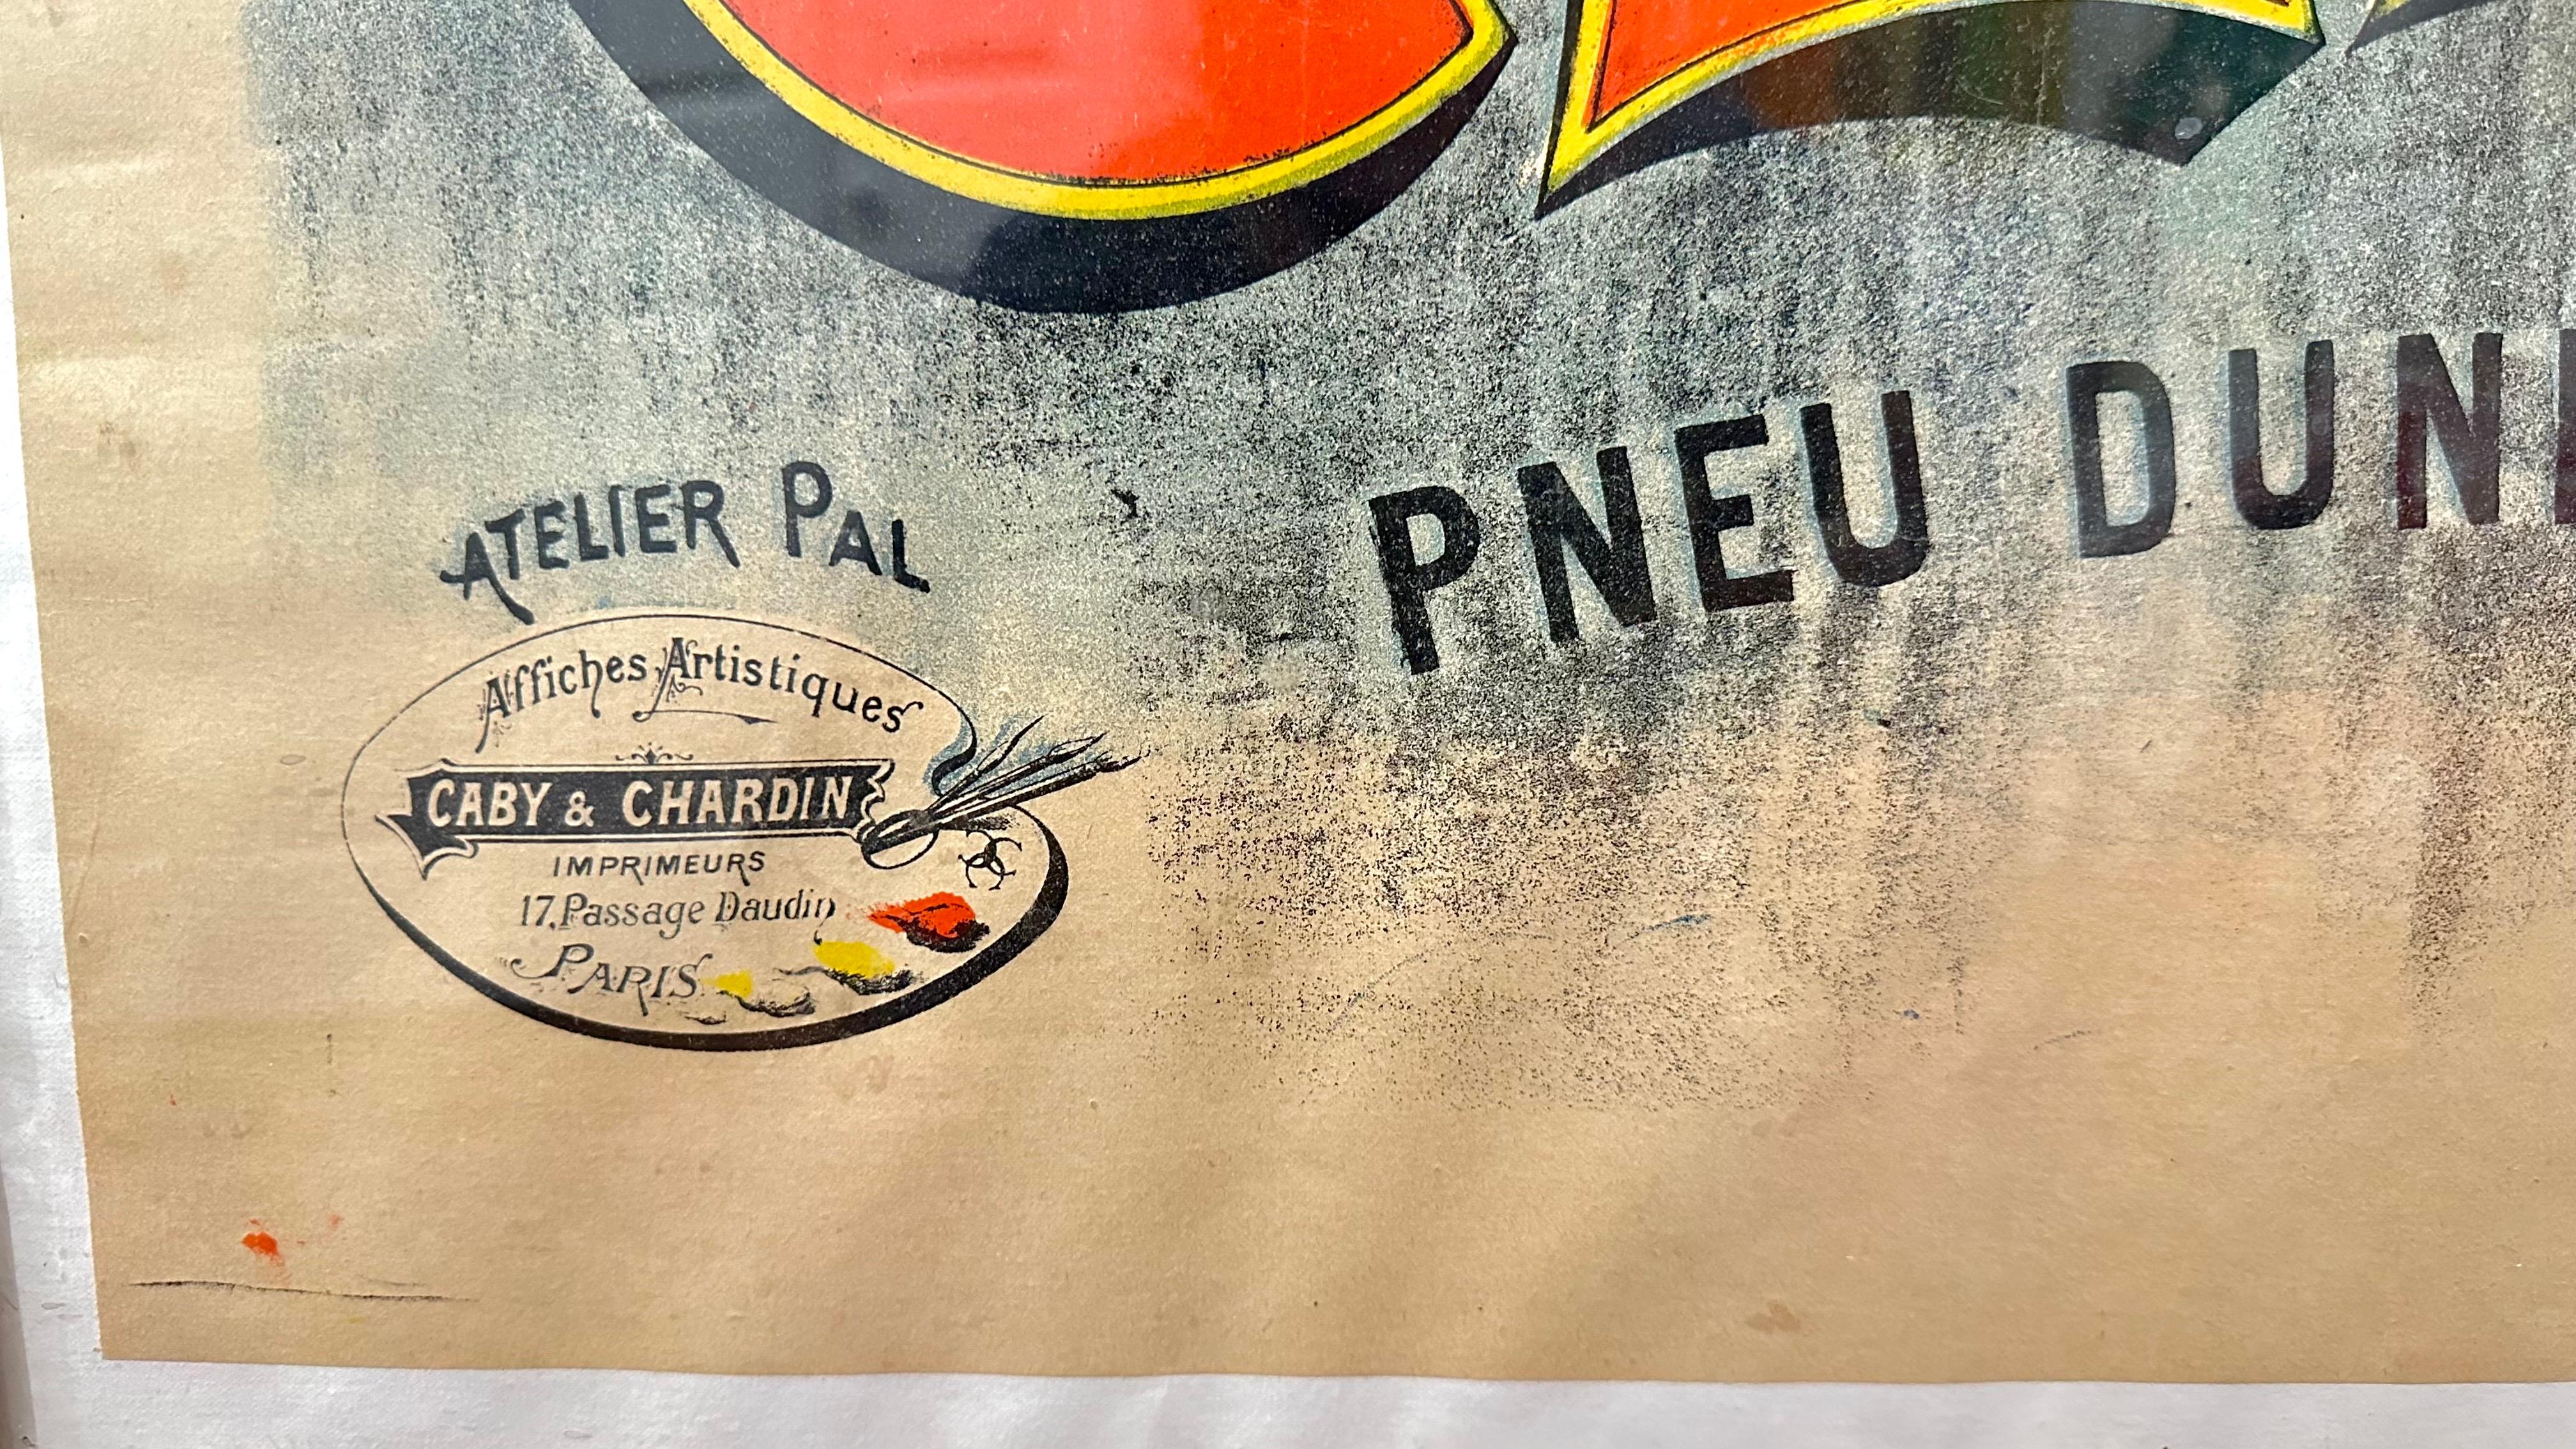 PNEU DUN
ATELIER PAL
Affiches Artistiques
CABY & CHARDIN
IMPRIMEURS
17, Passage Daudin
PARIS